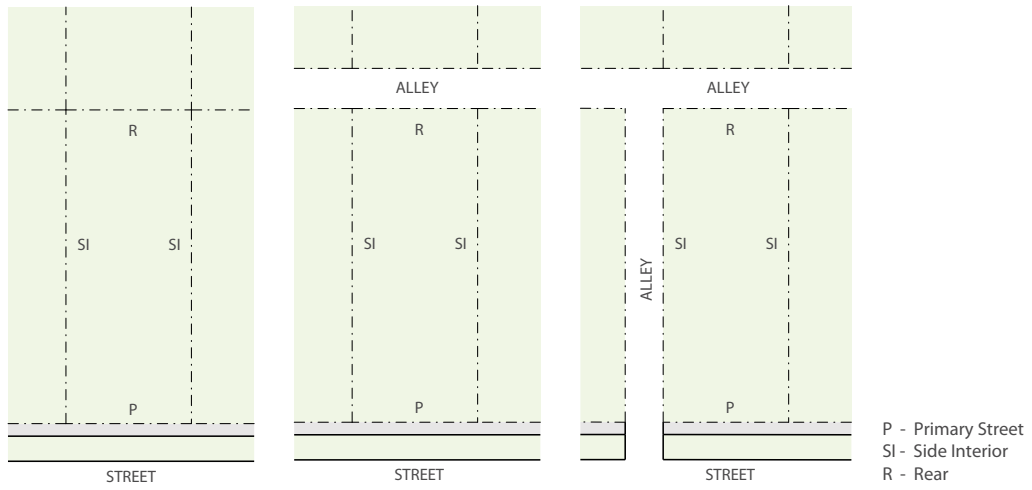 ALLEY
ALLEY
R
R
R
SI
SI
SI
SI
SI
SI
ALLEY
P
P
P
P - Primary Street
SI - Side Interior
R - Rear
STREET
STREET
STREET